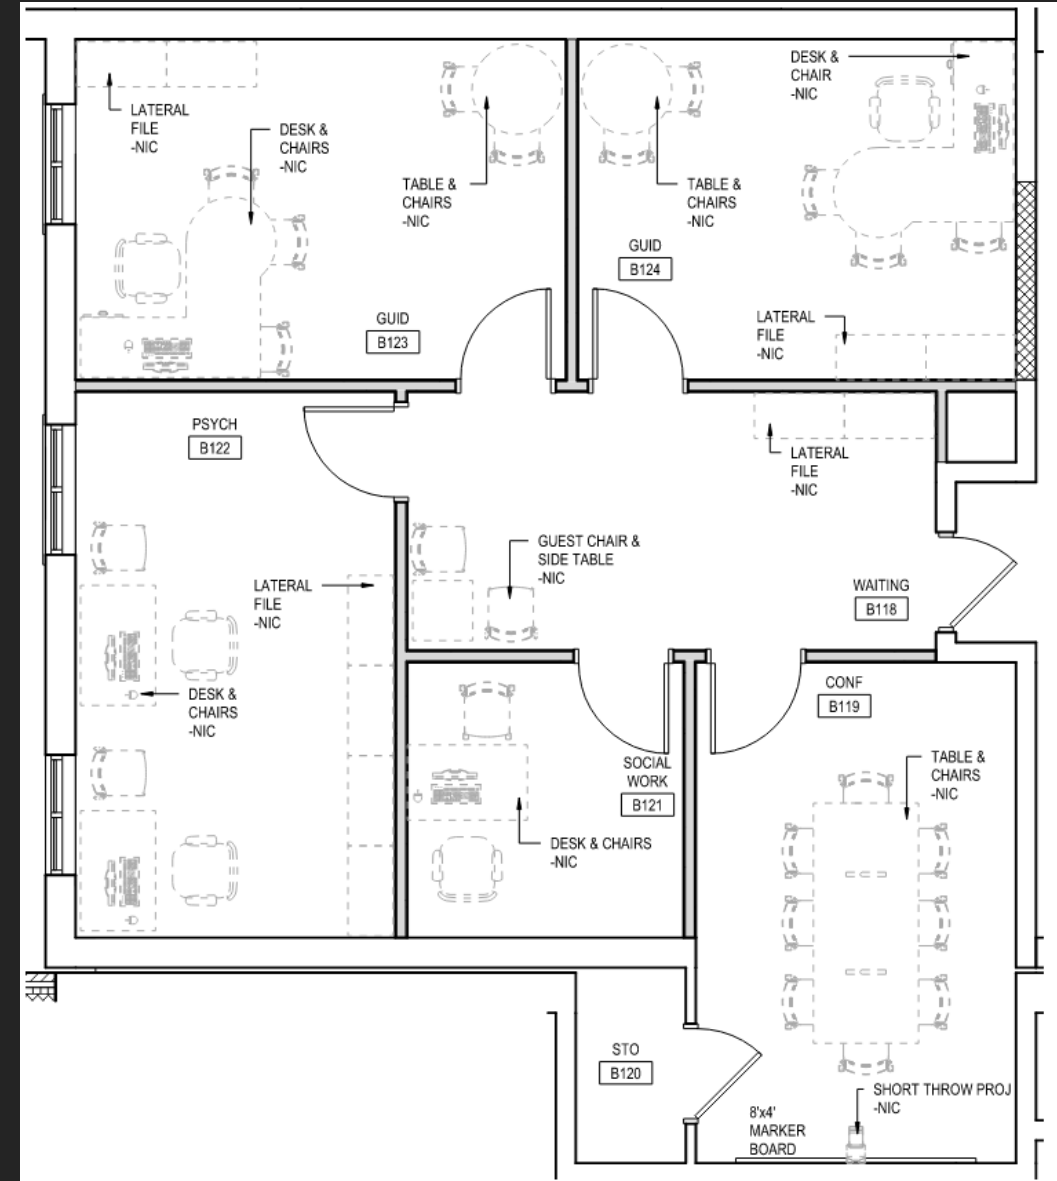 DESK &
CHAIR
-NIC
LATERAL
FILE
-NIC
DESK &
CHAIRS
-NIC
TABLE &
CHAIRS
-NIC
TABLE &
CHAIRS
-NIC
GUID
B124
GUID
B123
LATERAL
FILE
-NIC
PSYCH
B122
LATERAL
FILE
-NIC
GUEST CHAIR &
SIDE TABLE
-NIC
LATERAL
FILE
-NIC
WAITING
B118
DESK &
CHAIRS
-NIC
CONF
B119
SOCIAL
WORK
B121
TABLE &
CHAIRS
-NIC
DESK & CHAIRS
-NIC
STO
B120
SHORT THROW PROJ
-NIC
8'x4'
MARKER
BOARD